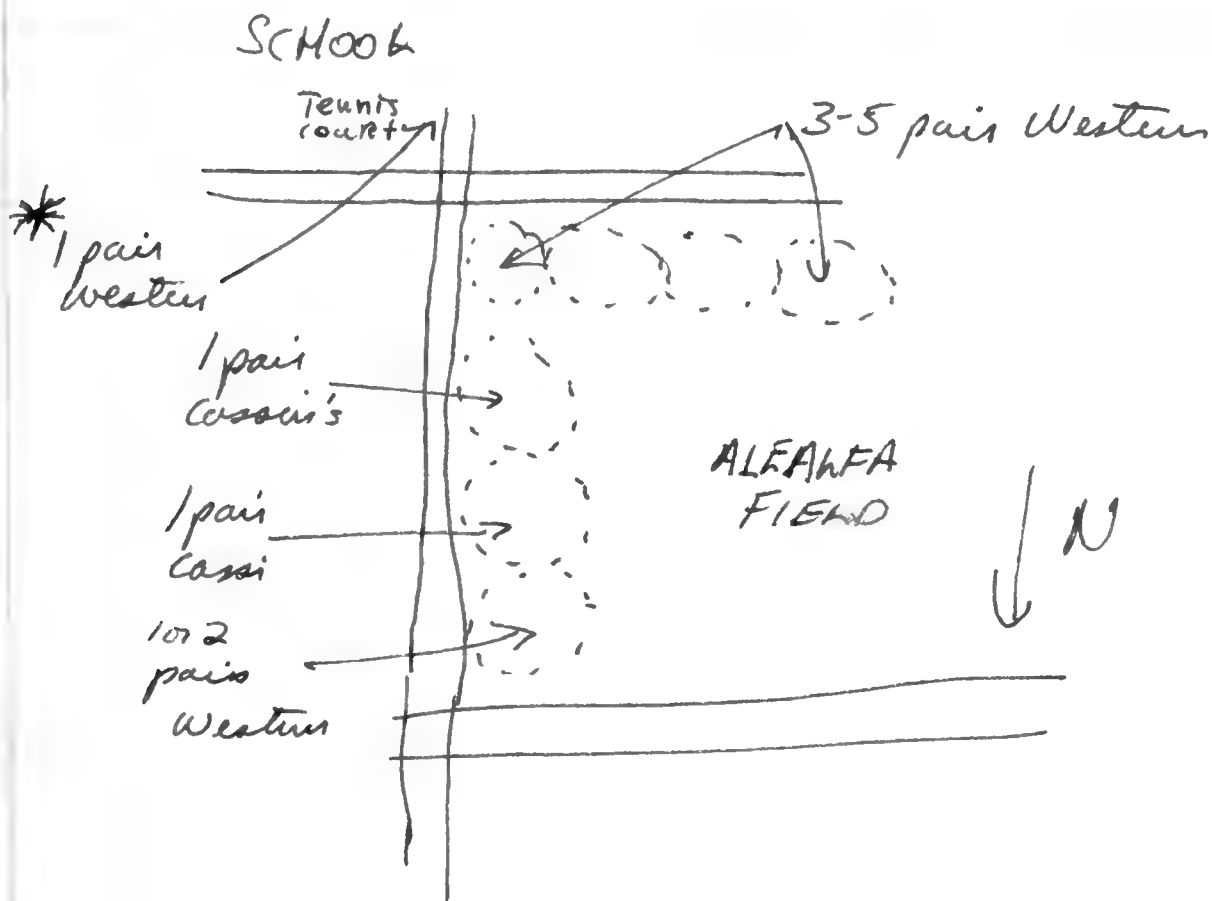 SCHOOL
Tennis
courts
3-5 pair Western
*
1 pair
Western
1 pair
Cassin's
1 pair
Cassi
ALFALFA
FIELD
N
1 or 2
pairs
Western